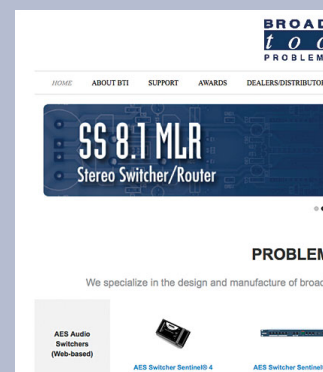 BROAD
too
PROBLEM
HOME ABOUT BTI SUPPORT AWARDS DEALERS/DISTRIBUTOR
SS 8.1 MLR
Stereo Switcher/Router
PROBLEM
We specialize in the design and manufacture of broad
AES Audio
Switchers
(Web-based)
AES Switcher Sentinel® 4
AES Switcher Sentinel